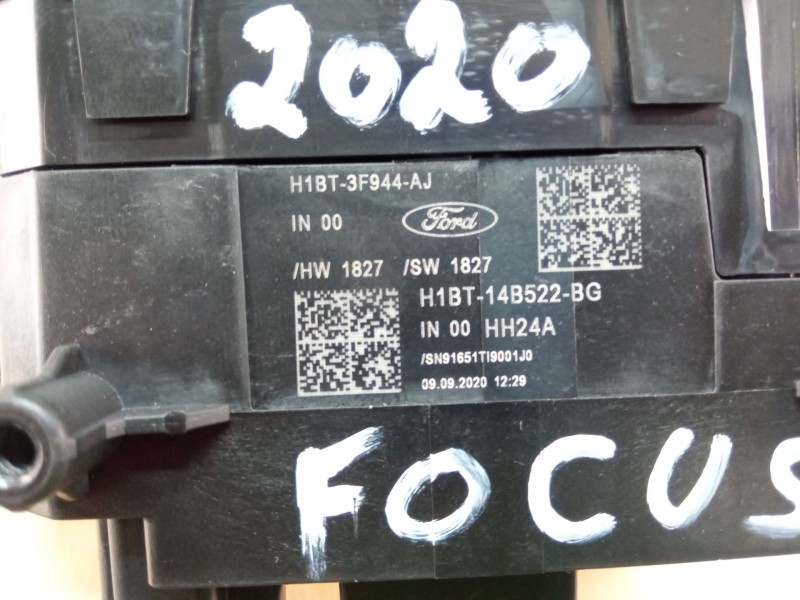 2020
H1BT-3F944-AJ
IN 00 Ford
/HW 1827 /SW 1827
H1BT-14B522-BG
IN 00 HH24A
/SN91651TI9001J0
09.09.2020 12:29
FOCUS